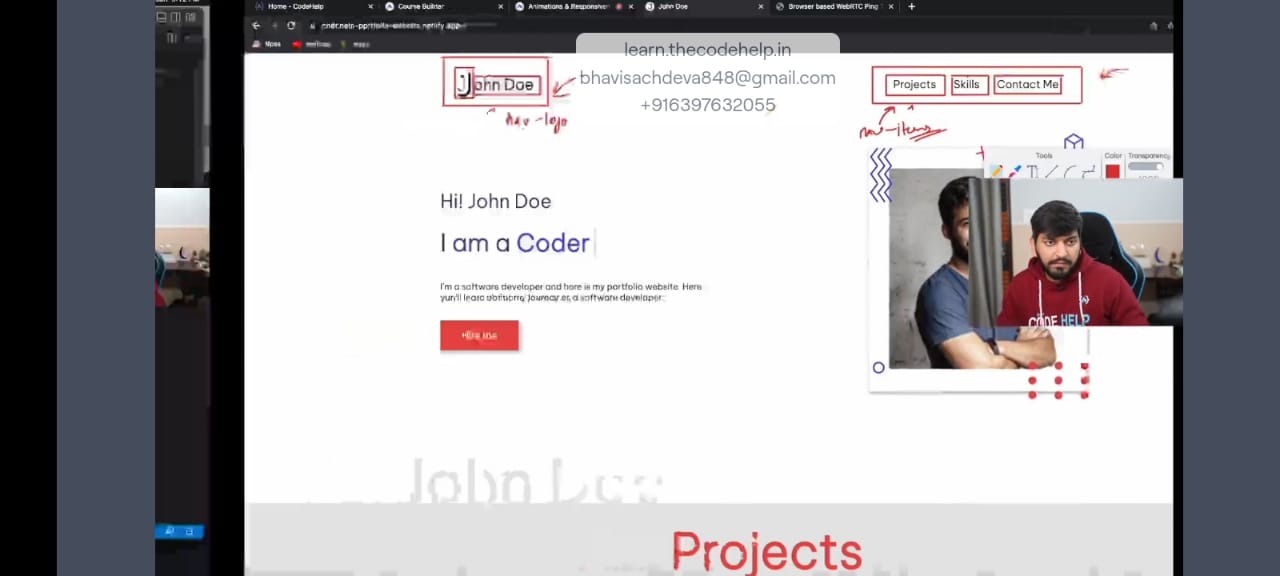 Home - CodeHelp
Course Builder
Animations & Responsiver
John Doe
Browser based WebRTC Ping
learn.thecodehelp.in
bhavisachdeva848@gmail.com
+916397632055
John Doe
Projects
Skills
Contact Me
nav-logo
nav-items
Tools
Color
Transparency
Hi! John Doe
I am a Coder
I'm a software developer and here is my portfolio website. Here
you'll learn about my journey as a software developer.
Hire me
CODE HELP
John Doe
Projects